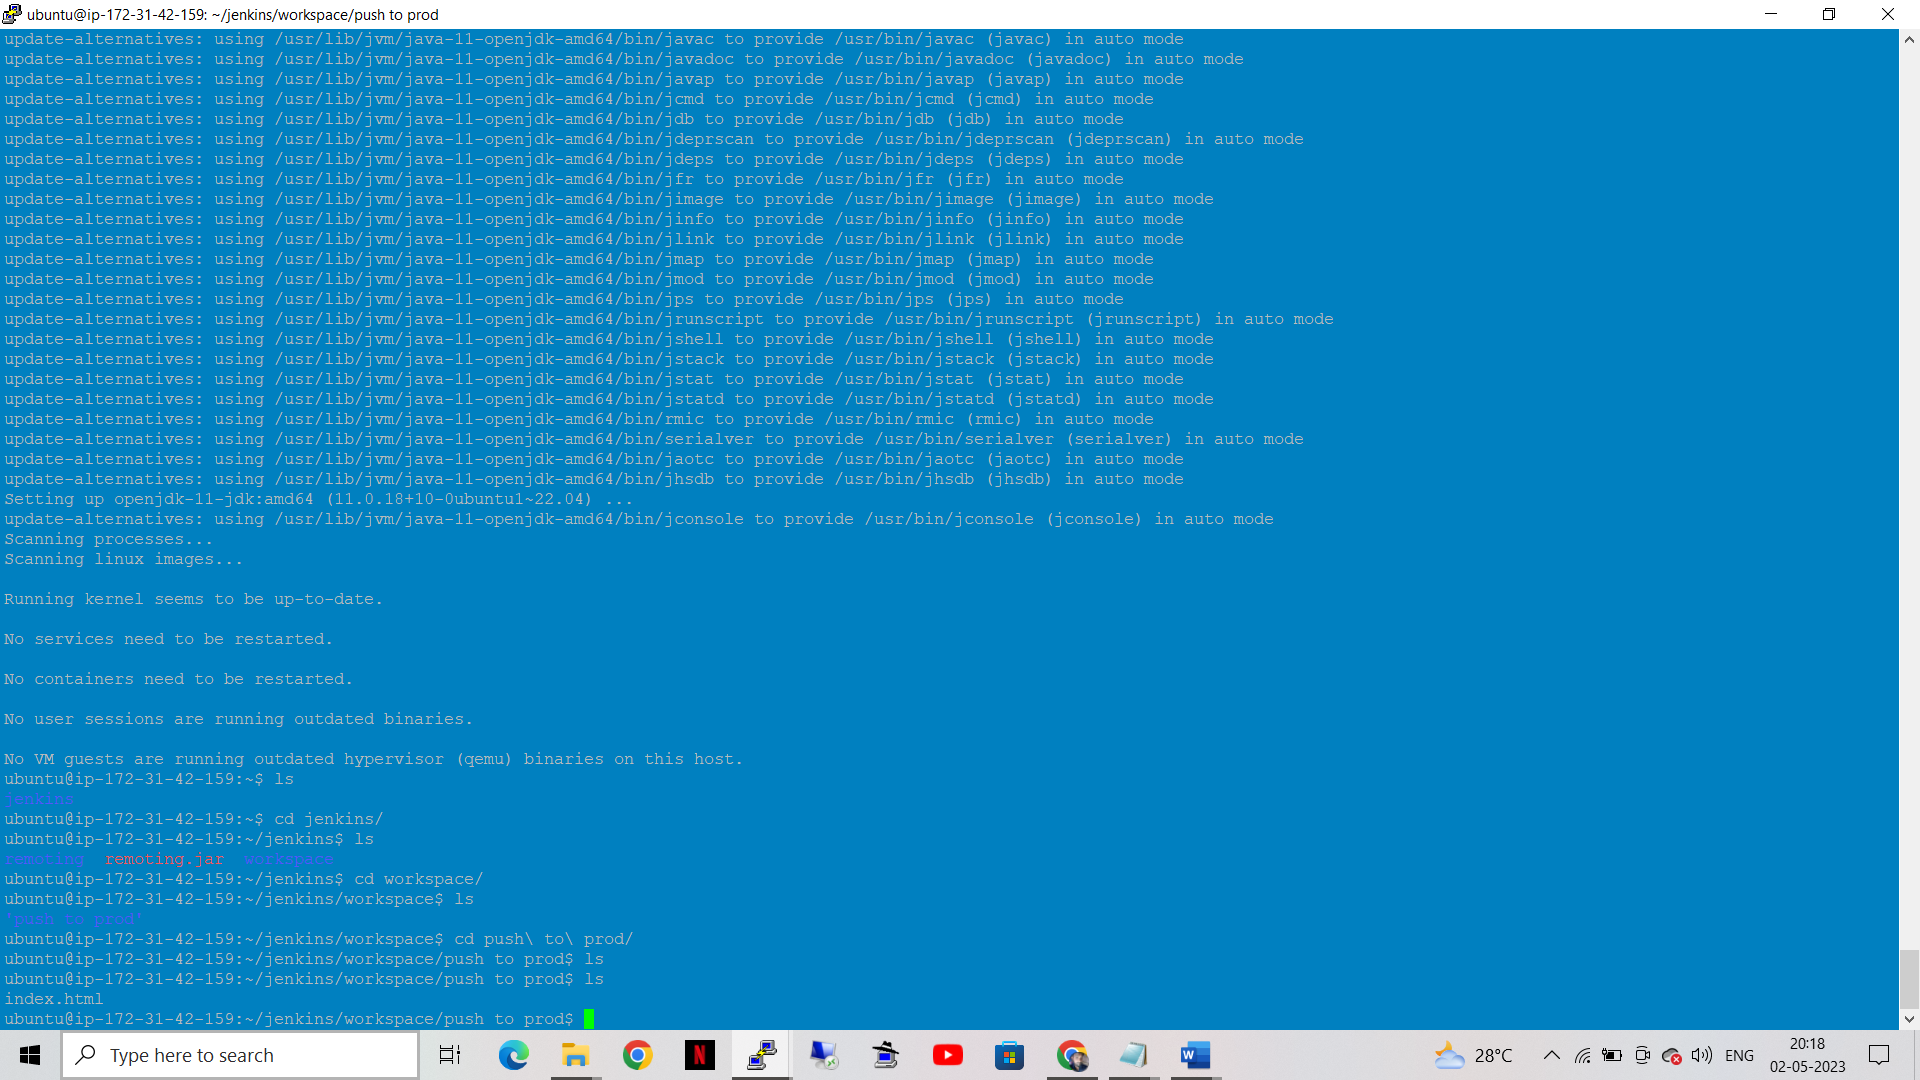 ubuntu@ip-172-31-42-159: ~/jenkins/workspace/push to prod
update-alternatives: using /usr/lib/jvm/java-11-openjdk-amd64/bin/javac to provide /usr/bin/javac (javac) in auto mode
update-alternatives: using /usr/lib/jvm/java-11-openjdk-amd64/bin/javadoc to provide /usr/bin/javadoc (javadoc) in auto mode
update-alternatives: using /usr/lib/jvm/java-11-openjdk-amd64/bin/javap to provide /usr/bin/javap (javap) in auto mode
update-alternatives: using /usr/lib/jvm/java-11-openjdk-amd64/bin/jcmd to provide /usr/bin/jcmd (jcmd) in auto mode
update-alternatives: using /usr/lib/jvm/java-11-openjdk-amd64/bin/jdb to provide /usr/bin/jdb (jdb) in auto mode
update-alternatives: using /usr/lib/jvm/java-11-openjdk-amd64/bin/jdeprscan to provide /usr/bin/jdeprscan (jdeprscan) in auto mode
update-alternatives: using /usr/lib/jvm/java-11-openjdk-amd64/bin/jdeps to provide /usr/bin/jdeps (jdeps) in auto mode
update-alternatives: using /usr/lib/jvm/java-11-openjdk-amd64/bin/jfr to provide /usr/bin/jfr (jfr) in auto mode
update-alternatives: using /usr/lib/jvm/java-11-openjdk-amd64/bin/jimage to provide /usr/bin/jimage (jimage) in auto mode
update-alternatives: using /usr/lib/jvm/java-11-openjdk-amd64/bin/jinfo to provide /usr/bin/jinfo (jinfo) in auto mode
update-alternatives: using /usr/lib/jvm/java-11-openjdk-amd64/bin/jlink to provide /usr/bin/jlink (jlink) in auto mode
update-alternatives: using /usr/lib/jvm/java-11-openjdk-amd64/bin/jmap to provide /usr/bin/jmap (jmap) in auto mode
update-alternatives: using /usr/lib/jvm/java-11-openjdk-amd64/bin/jmod to provide /usr/bin/jmod (jmod) in auto mode
update-alternatives: using /usr/lib/jvm/java-11-openjdk-amd64/bin/jps to provide /usr/bin/jps (jps) in auto mode
update-alternatives: using /usr/lib/jvm/java-11-openjdk-amd64/bin/jrunscript to provide /usr/bin/jrunscript (jrunscript) in auto mode
update-alternatives: using /usr/lib/jvm/java-11-openjdk-amd64/bin/jshell to provide /usr/bin/jshell (jshell) in auto mode
update-alternatives: using /usr/lib/jvm/java-11-openjdk-amd64/bin/jstack to provide /usr/bin/jstack (jstack) in auto mode
update-alternatives: using /usr/lib/jvm/java-11-openjdk-amd64/bin/jstat to provide /usr/bin/jstat (jstat) in auto mode
update-alternatives: using /usr/lib/jvm/java-11-openjdk-amd64/bin/jstatd to provide /usr/bin/jstatd (jstatd) in auto mode
update-alternatives: using /usr/lib/jvm/java-11-openjdk-amd64/bin/rmic to provide /usr/bin/rmic (rmic) in auto mode
update-alternatives: using /usr/lib/jvm/java-11-openjdk-amd64/bin/serialver to provide /usr/bin/serialver (serialver) in auto mode
update-alternatives: using /usr/lib/jvm/java-11-openjdk-amd64/bin/jaotc to provide /usr/bin/jaotc (jaotc) in auto mode
update-alternatives: using /usr/lib/jvm/java-11-openjdk-amd64/bin/jhsdb to provide /usr/bin/jhsdb (jhsdb) in auto mode
Setting up openjdk-11-jdk:amd64 (11.0.18+10-0ubuntu1~22.04) ...
update-alternatives: using /usr/lib/jvm/java-11-openjdk-amd64/bin/jconsole to provide /usr/bin/jconsole (jconsole) in auto mode
Scanning processes...
Scanning linux images...
Running kernel seems to be up-to-date.
No services need to be restarted.
No containers need to be restarted.
No user sessions are running outdated binaries.
No VM guests are running outdated hypervisor (qemu) binaries on this host.
ubuntu@ip-172-31-42-159:~$ ls
jenkins
ubuntu@ip-172-31-42-159:~$ cd jenkins/
ubuntu@ip-172-31-42-159:~/jenkins$ ls
remoting  remoting.jar  workspace
ubuntu@ip-172-31-42-159:~/jenkins$ cd workspace/
ubuntu@ip-172-31-42-159:~/jenkins/workspace$ ls
'push to prod'
ubuntu@ip-172-31-42-159:~/jenkins/workspace$ cd push\ to\ prod/
ubuntu@ip-172-31-42-159:~/jenkins/workspace/push to prod$ ls
ubuntu@ip-172-31-42-159:~/jenkins/workspace/push to prod$ ls
index.html
ubuntu@ip-172-31-42-159:~/jenkins/workspace/push to prod$
Type here to search
N
W
28°C
ENG
20:18
02-05-2023